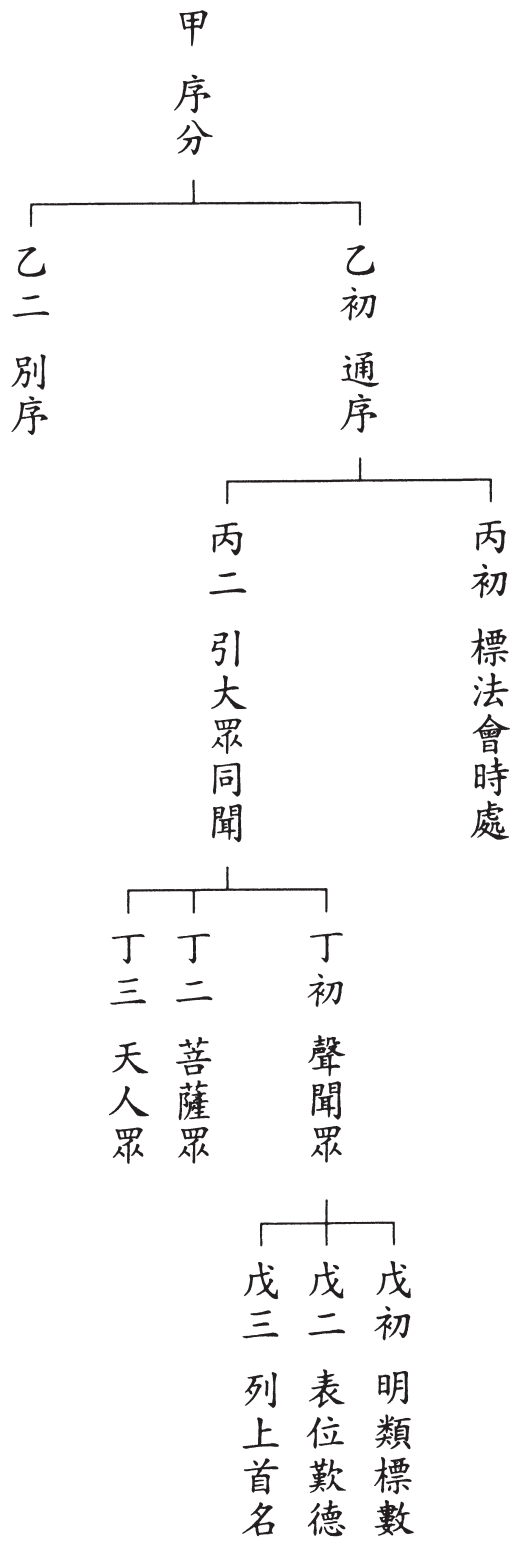 甲 序分
乙初 通序
乙二 別序
丙初 標法會時處
丙二 引大眾同聞
丁初 聲聞眾
丁二 菩薩眾
丁三 天人眾
戊初 明類標數
戊二 表位歎德
戊三 列上首名